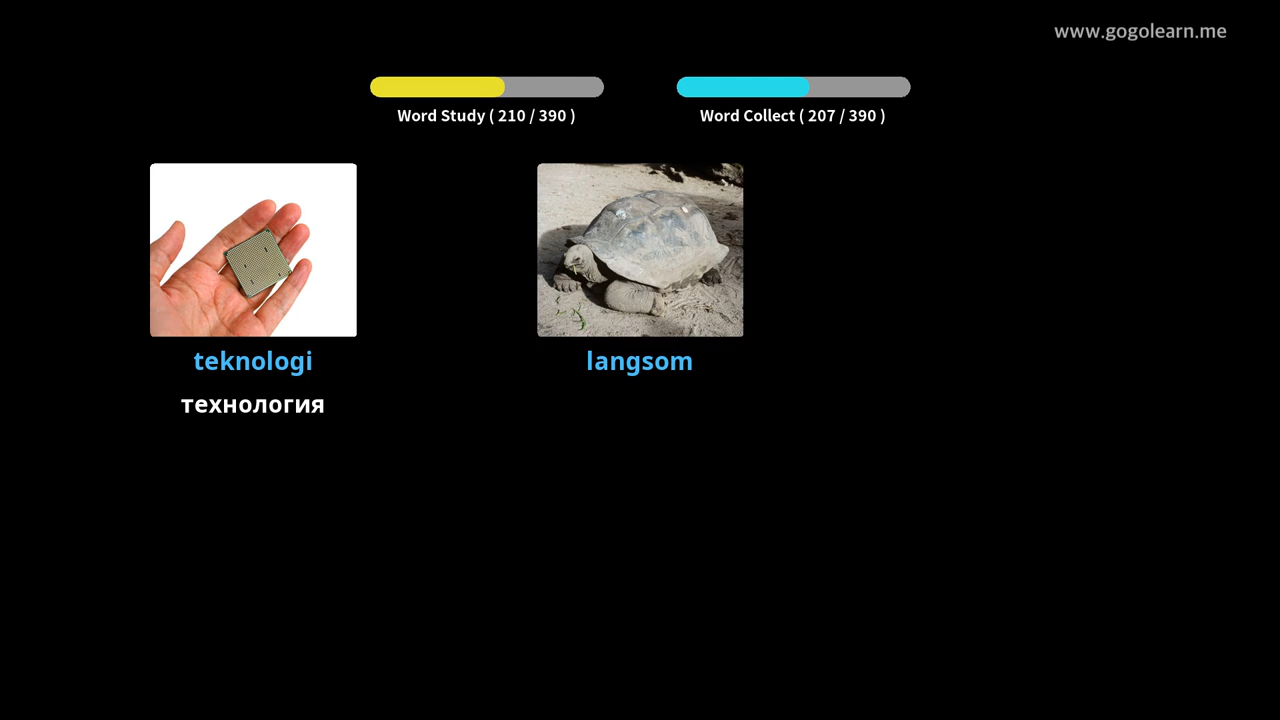 www.gogolearn.me
Word Study ( 210 / 390 )
Word Collect ( 207 / 390 )
teknologi
langsom
технология